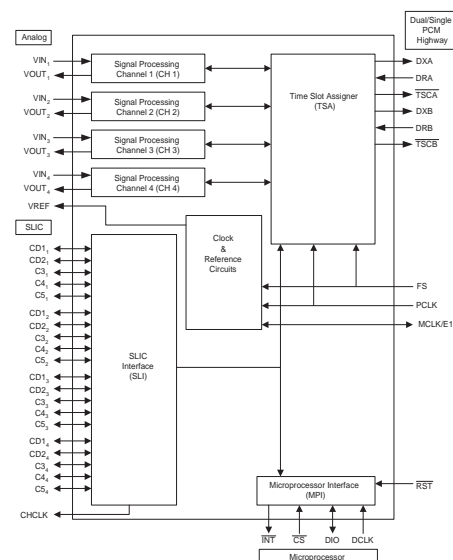 Analog
Dual/Single
PCM
Highway
VIN₁
VOUT₁
Signal Processing
Channel 1 (CH 1)
VIN₂
VOUT₂
Signal Processing
Channel 2 (CH 2)
VIN₃
VOUT₃
Signal Processing
Channel 3 (CH 3)
VIN₄
VOUT₄
Signal Processing
Channel 4 (CH 4)
VREF
Time Slot Assigner
(TSA)
DXA
DRA
TSCA
DXB
DRB
TSCB
SLIC
Clock
&
Reference
Circuits
FS
PCLK
MCLK/E1
CD1₁
CD2₁
C3₁
C4₁
C5₁
CD1₂
CD2₂
C3₂
C4₂
C5₂
CD1₃
CD2₃
C3₃
C4₃
C5₃
CD1₄
CD2₄
C3₄
C4₄
C5₄
CHCLK
SLIC
Interface
(SLI)
Microprocessor Interface
(MPI)
RST
INT
CS
DIO
DCLK
Microprocessor